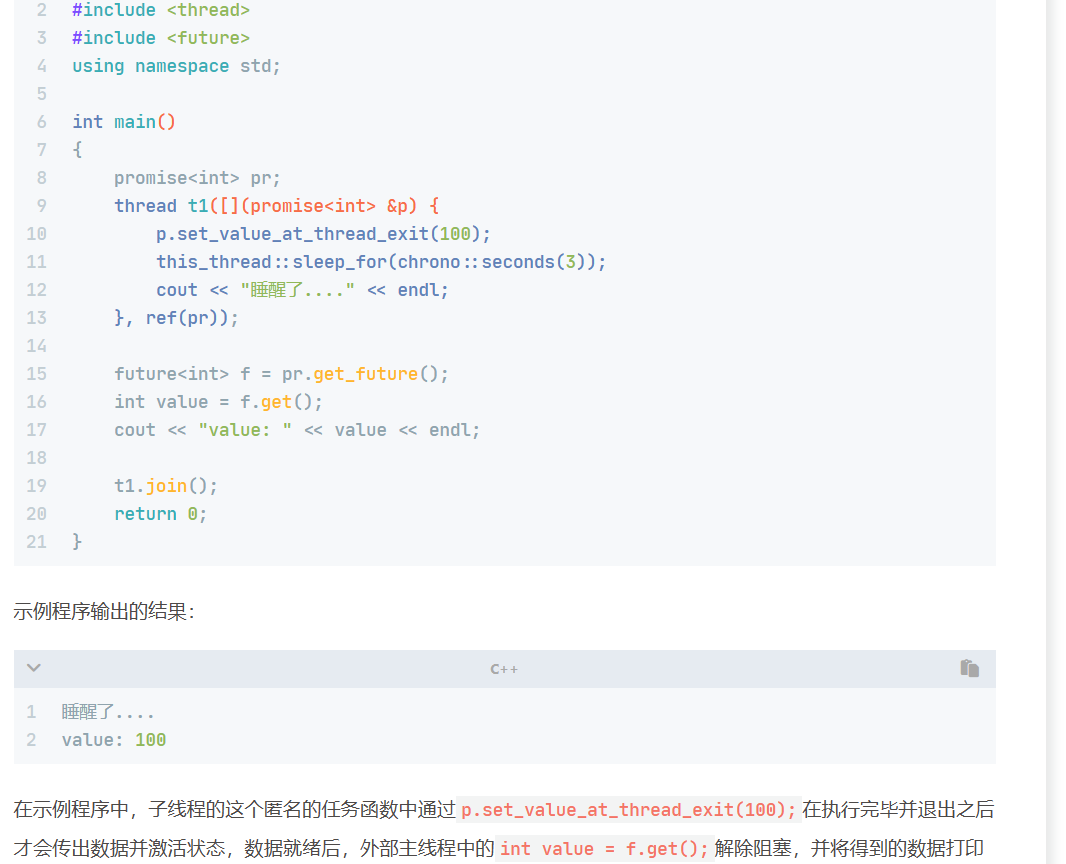 2 #include <thread>
3 #include <future>
4 using namespace std;
5
6 int main()
7 {
8     promise<int> pr;
9     thread t1([](promise<int> &p) {
10         p.set_value_at_thread_exit(100);
11         this_thread::sleep_for(chrono::seconds(3));
12         cout << "睡醒了...." << endl;
13     }, ref(pr));
14
15     future<int> f = pr.get_future();
16     int value = f.get();
17     cout << "value: " << value << endl;
18
19     t1.join();
20     return 0;
21 }
示例程序输出的结果:
C++
1 睡醒了....
2 value: 100
在示例程序中，子线程的这个匿名的任务函数中通过 p.set_value_at_thread_exit(100); 在执行完毕并退出之后
才会传出数据并激活状态，数据就绪后，外部主线程中的 int value = f.get(); 解除阻塞，并将得到的数据打印